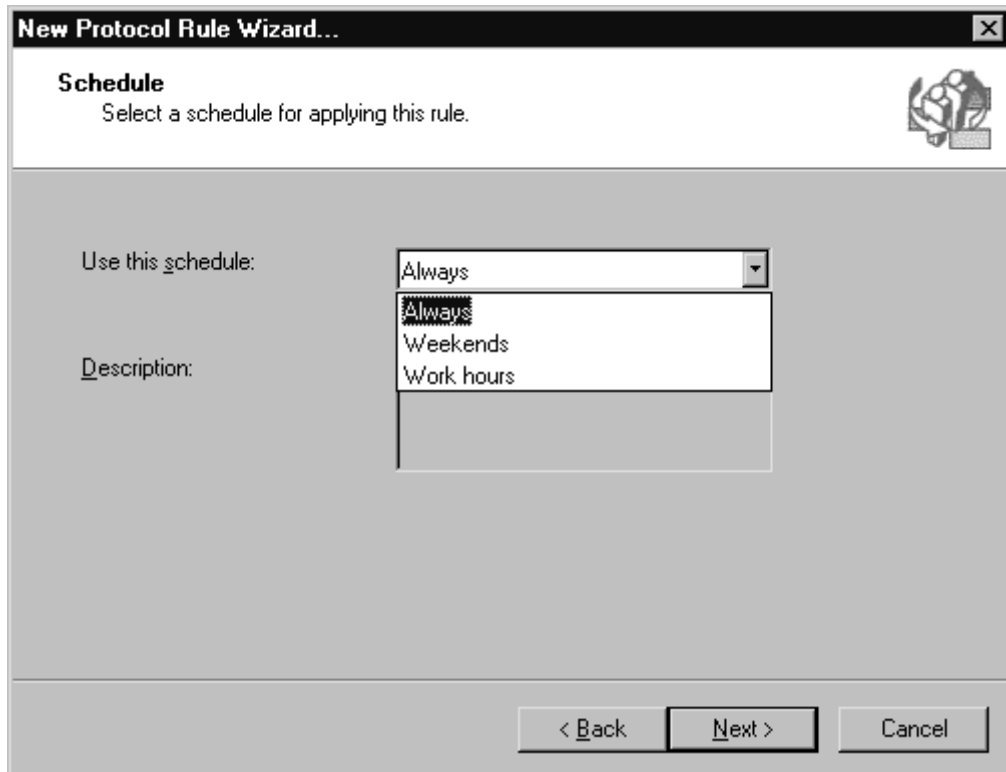 New Protocol Rule Wizard...
Schedule
Select a schedule for applying this rule.
Use this schedule:
Always
Always
Weekends
Work hours
Description:
< Back
Next >
Cancel